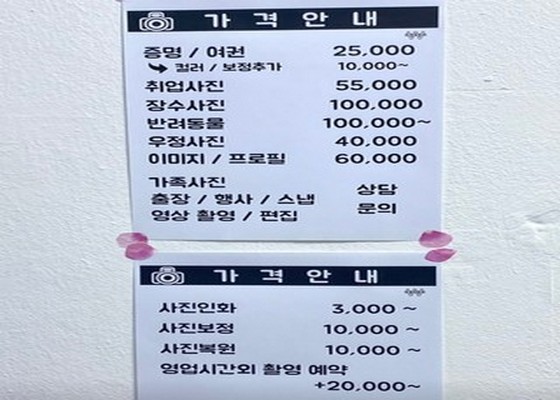 가격안내
증명 / 여권 25,000
컬러 / 보정추가 10,000~
취업사진 55,000
장수사진 100,000
반려동물 100,000~
우정사진 40,000
이미지 / 프로필 60,000
가족사진
출장 / 행사 / 스냅
영상 촬영 / 편집
상담
문의
가격안내
사진인화 3,000 ~
사진보정 10,000 ~
사진복원 10,000 ~
영업시간외 촬영 예약
+20,000~